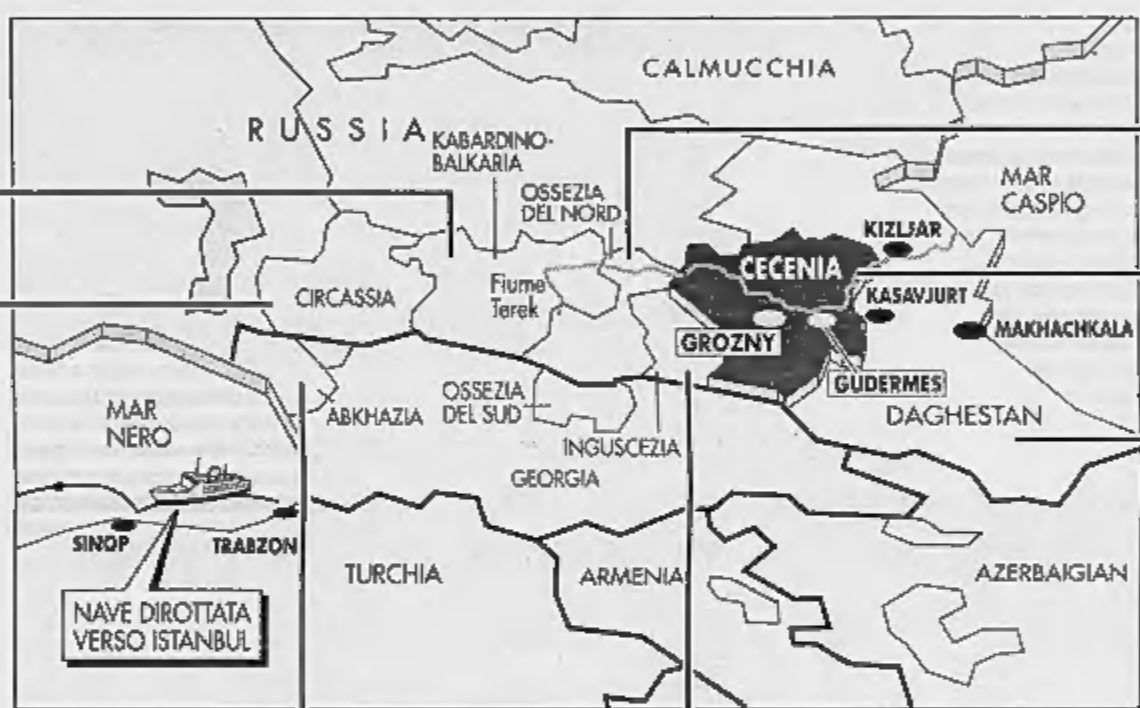 CALMUCCHIA
RUSSIA
KABARDINO-
BALKARIA
OSSEZIA
DEL NORD
MAR
CASPIO
KIZLJAR
CECENIA
Fiume
Terek
CIRCASSIA
KASAVJURT
MAKHACHKALA
GROZNY
GUDERMES
MAR
NERO
ABKHAZIA
OSSEZIA
DEL SUD
DAGHESTAN
INGUSCEZIA
GEORGIA
SINOP
TRABZON
TURCHIA
ARMENIA
AZERBAIGIAN
NAVE DIROTTATA
VERSO ISTANBUL